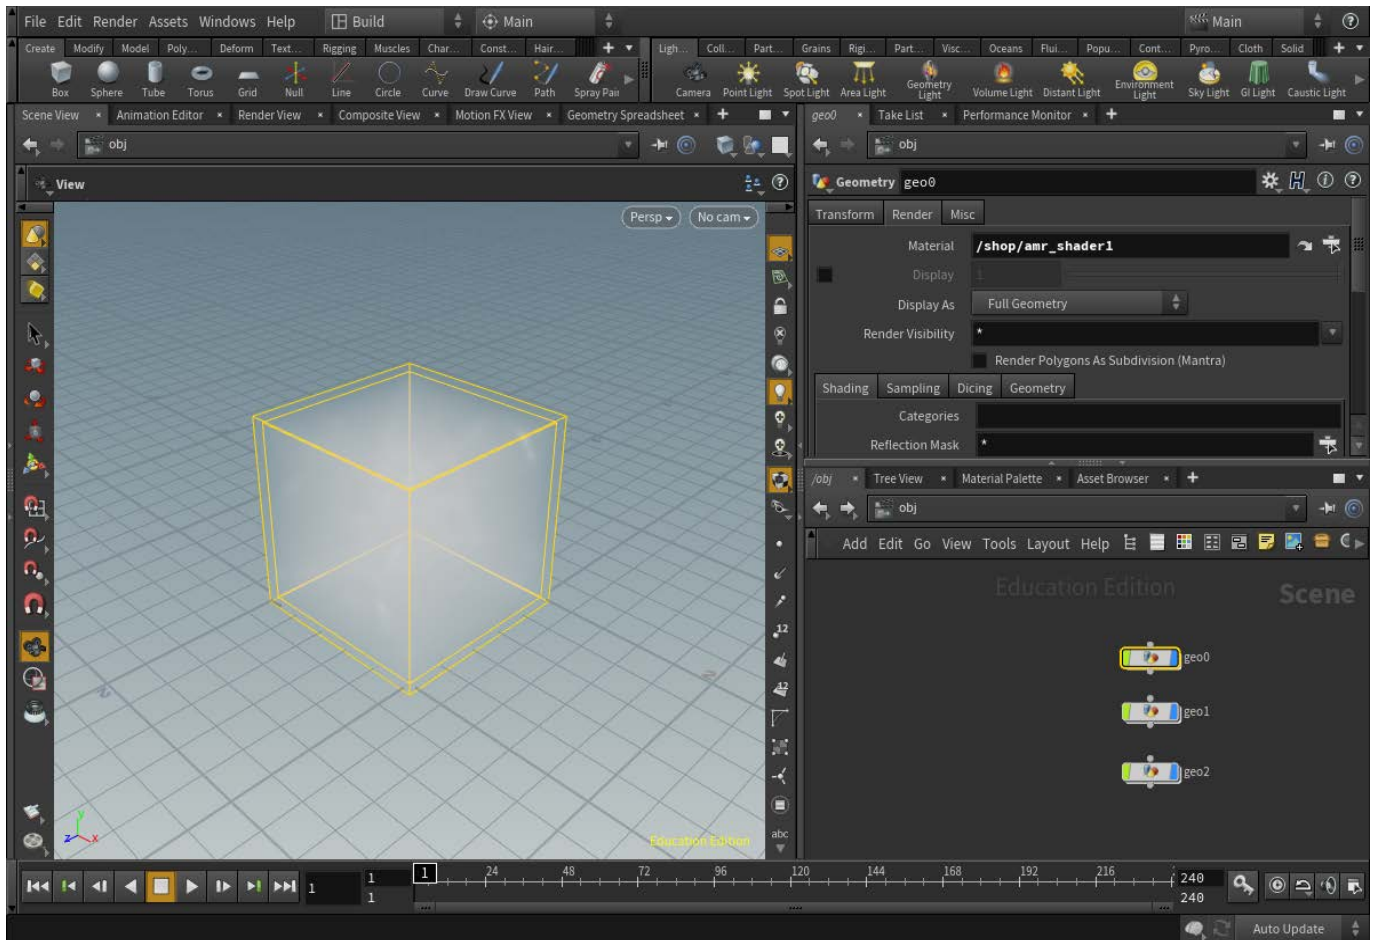 File Edit Render Assets Windows Help Build Main Main
Create Modify Model Poly... Deform Text... Rigging Muscles Char... Const... Hair... Ligh... Coll... Part... Grains Rigi... Part... Visc... Oceans Flui... Popu... Cont... Pyro... Cloth Solid
Box Sphere Tube Torus Grid Null Line Circle Curve Draw Curve Path Spray Pain Camera Point Light Spot Light Area Light Geometry Light Volume Light Distant Light Environment Light Sky Light GI Light Caustic Light
Scene View Animation Editor Render View Composite View Motion FX View Geometry Spreadsheet
obj
View
Persp No cam
12
12
abc
y
z x
Education Edition
geo0 Take List Performance Monitor
obj
Geometry geo0
Transform Render Misc
Material /shop/amr_shader1
Display 1
Display As Full Geometry
Render Visibility *
Render Polygons As Subdivision (Mantra)
Shading Sampling Dicing Geometry
Categories
Reflection Mask *
/obj Tree View Material Palette Asset Browser
obj
Add Edit Go View Tools Layout Help
Education Edition Scene
geo0
geo1
geo2
1 1 1 24 48 72 96 120 144 168 192 216 240
1 240
Auto Update